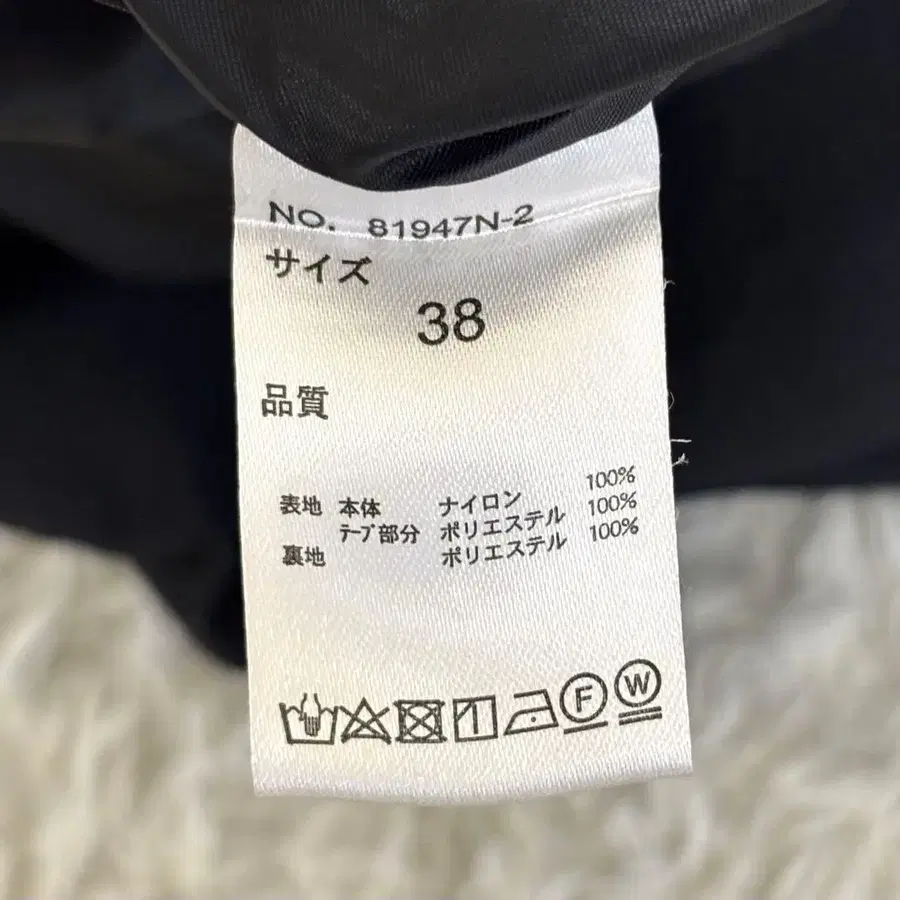 NO. 81947N-2
サイズ
38
品質
表地 本体 ナイロン 100%
テープ部分 ポリエステル 100%
裏地 ポリエステル 100%
F W